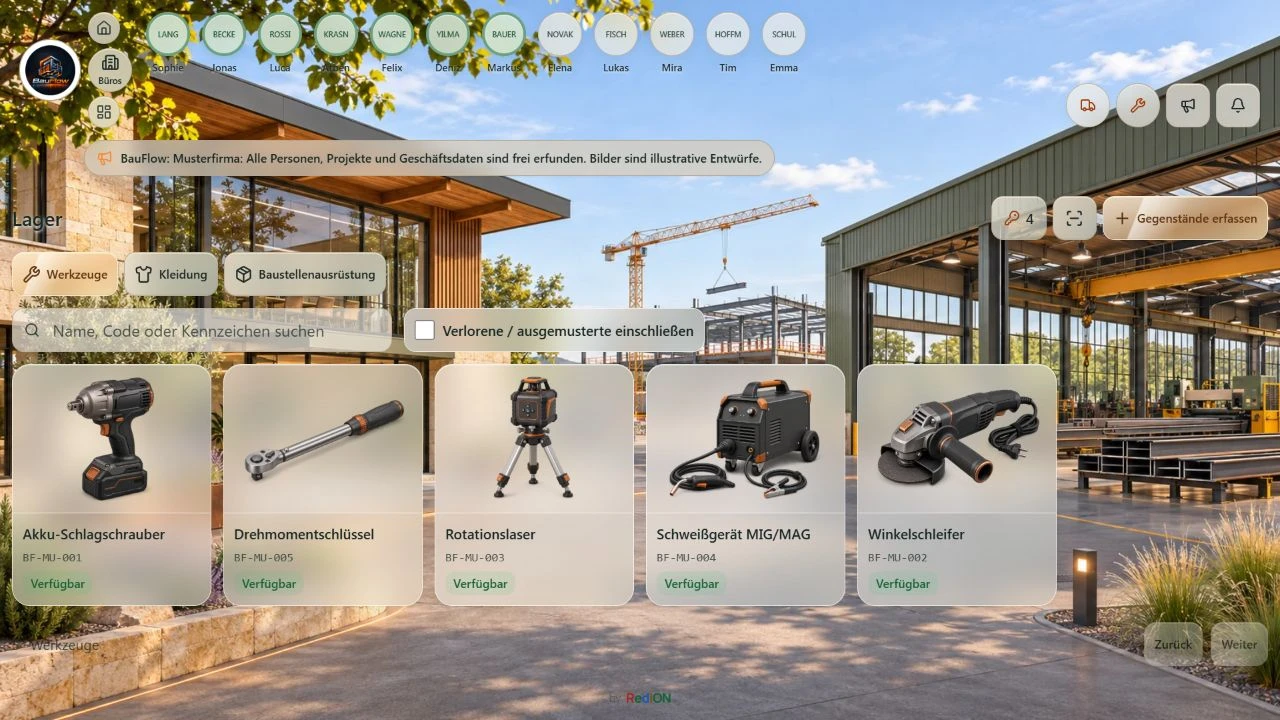 LANG BECKE ROSSI KRASN WAGNE YILMA BAUER NOVAK FISCH WEBER HOFFM SCHUL
Sophie Jonas Luca Felix Deniz Markus Elena Lukas Mira Tim Emma
BauFlow
Büros
BauFlow: Musterfirma: Alle Personen, Projekte und Geschäftsdaten sind frei erfunden. Bilder sind illustrative Entwürfe.
Lager
4
Gegenstände erfassen
Werkzeuge Kleidung Baustellenausrüstung
Name, Code oder Kennzeichen suchen
Verlorene / ausgemusterte einschließen
Akku-Schlagschrauber
BF-MU-001
Verfügbar
Drehmomentschlüssel
BF-MU-005
Verfügbar
Rotationslaser
BF-MU-003
Verfügbar
Schweißgerät MIG/MAG
BF-MU-004
Verfügbar
Winkelschleifer
BF-MU-002
Verfügbar
Werkzeuge
Zurück Weiter
by RedION